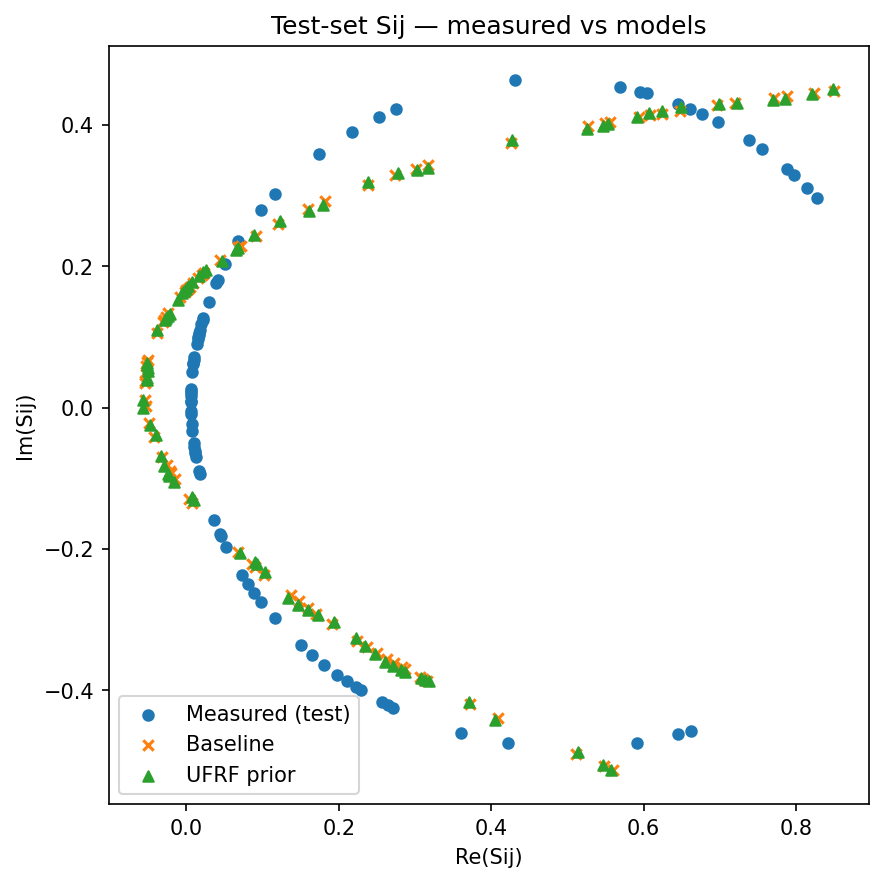 Test-set Sij — measured vs models
Im(Sij)
0.4
0.2
0.0
−0.2
−0.4
Measured (test)
Baseline
UFRF prior
0.0 0.2 0.4 0.6 0.8
Re(Sij)